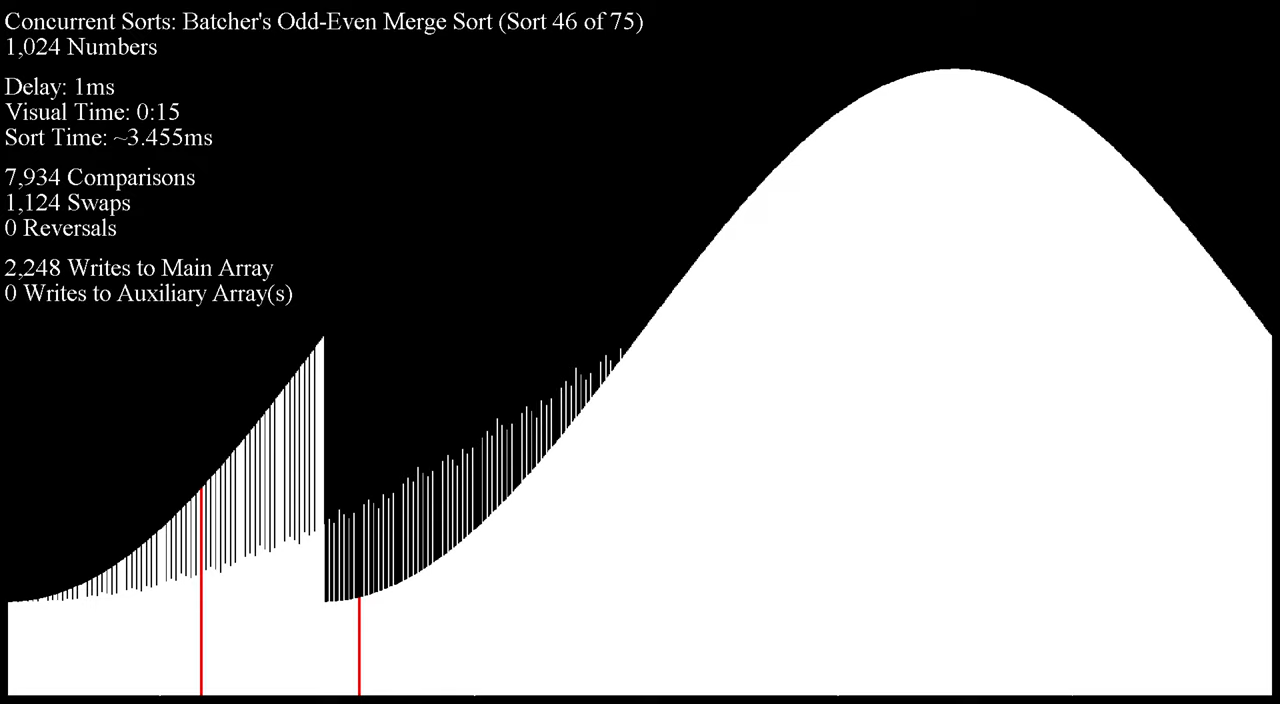 Concurrent Sorts: Batcher's Odd-Even Merge Sort (Sort 46 of 75)
1,024 Numbers
Delay: 1ms
Visual Time: 0:15
Sort Time: ~3.455ms
7,934 Comparisons
1,124 Swaps
0 Reversals
2,248 Writes to Main Array
0 Writes to Auxiliary Array(s)